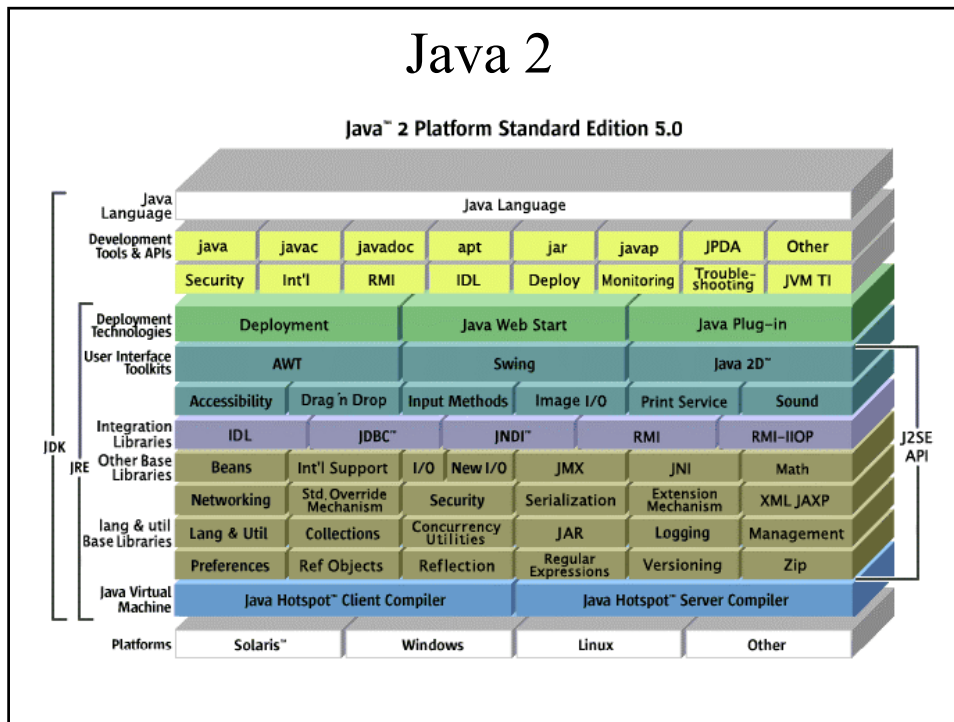 Java 2
Java™ 2 Platform Standard Edition 5.0
Java
Language
Java Language
Development
Tools & APIs
java javac javadoc apt jar javap JPDA Other
Security Int'l RMI IDL Deploy Monitoring Trouble-
shooting JVM TI
Deployment
Technologies
Deployment Java Web Start Java Plug-in
User Interface
Toolkits
AWT Swing Java 2D™
Accessibility Drag 'n Drop Input Methods Image I/O Print Service Sound
Integration
Libraries
IDL JDBC™ JNDI™ RMI RMI-IIOP
JDK
JRE
J2SE
API
Other Base
Libraries
Beans Int'l Support I/O New I/O JMX JNI Math
Networking Std. Override
Mechanism Security Serialization Extension
Mechanism XML JAXP
lang & util
Base Libraries
Lang & Util Collections Concurrency
Utilities JAR Logging Management
Preferences Ref Objects Reflection Regular
Expressions Versioning Zip
Java Virtual
Machine
Java Hotspot™ Client Compiler Java Hotspot™ Server Compiler
Platforms
Solaris™ Windows Linux Other